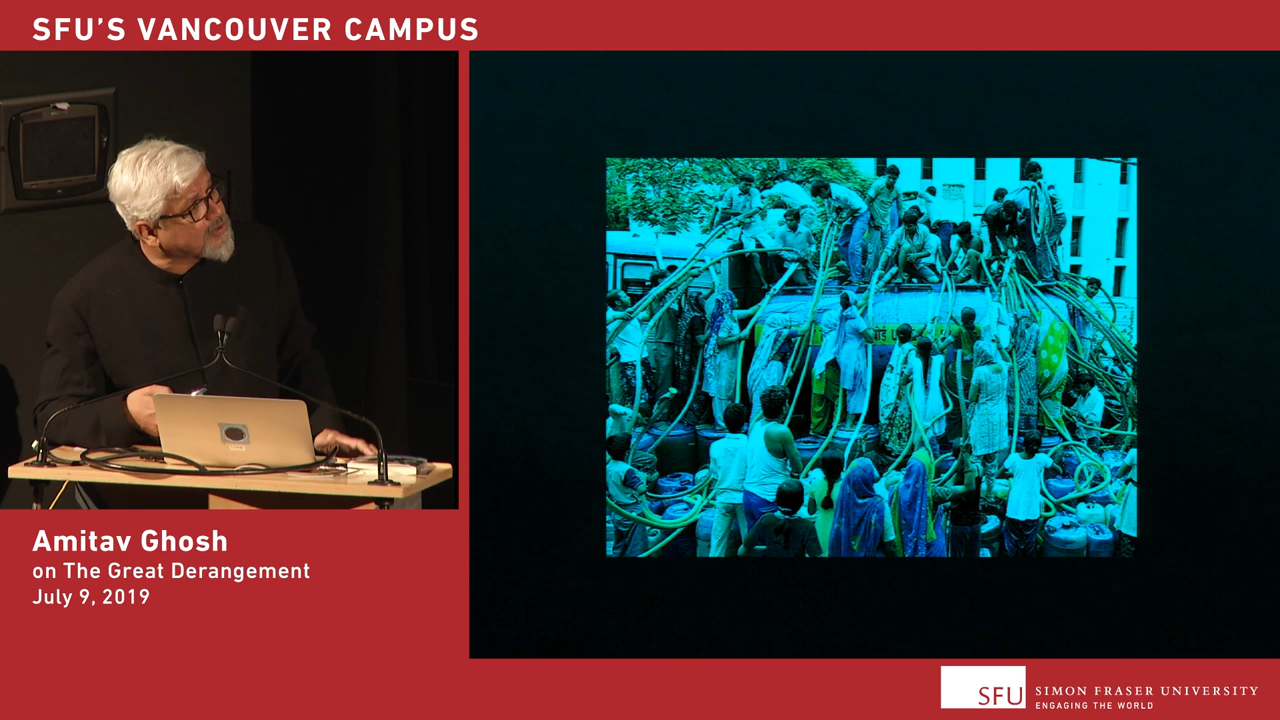 SFU'S VANCOUVER CAMPUS
Amitav Ghosh
on The Great Derangement
July 9, 2019
SFU
SIMON FRASER UNIVERSITY
ENGAGING THE WORLD